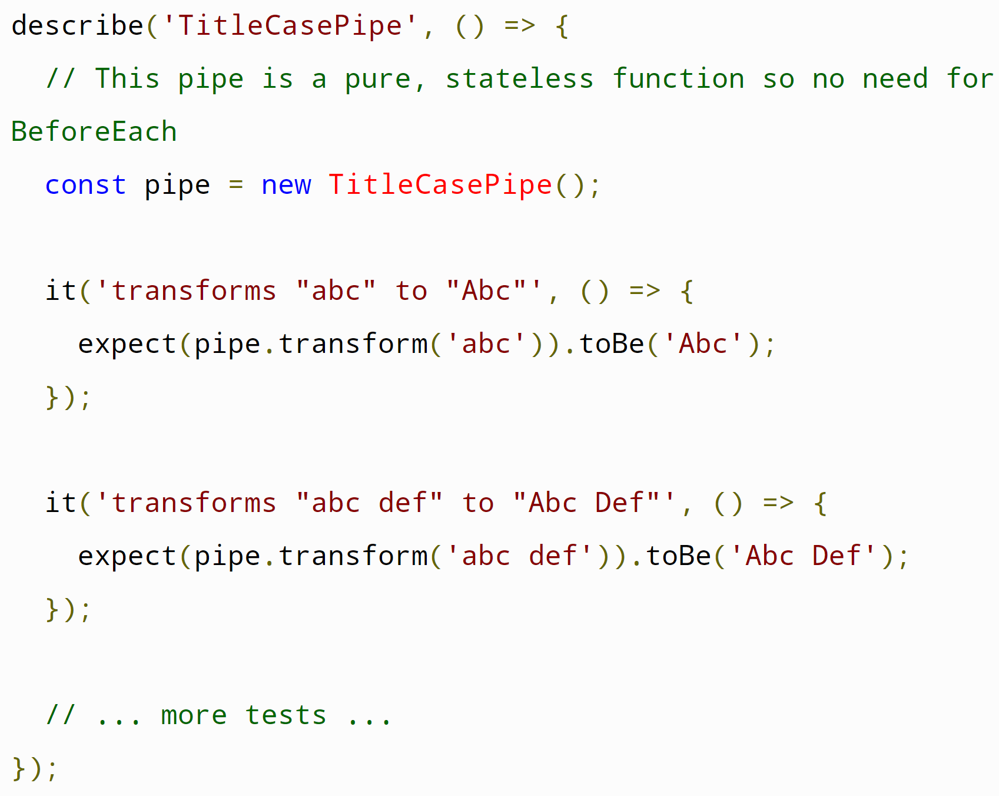 describe('TitleCasePipe', () => {
  // This pipe is a pure, stateless function so no need for
BeforeEach
  const pipe = new TitleCasePipe();

  it('transforms "abc" to "Abc"', () => {
    expect(pipe.transform('abc')).toBe('Abc');
  });

  it('transforms "abc def" to "Abc Def"', () => {
    expect(pipe.transform('abc def')).toBe('Abc Def');
  });

  // ... more tests ...
});